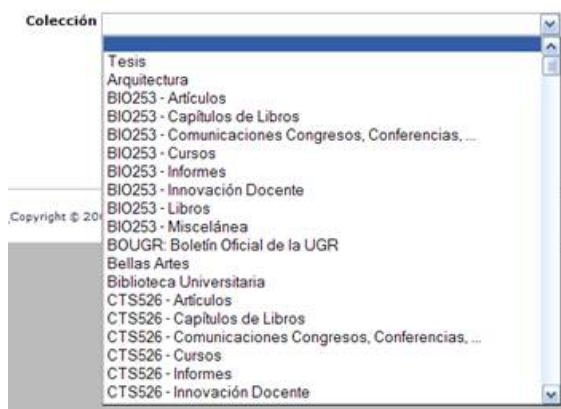 Colección
Tesis
Arquitectura
BIO253 - Artículos
BIO253 - Capítulos de Libros
BIO253 - Comunicaciones Congresos, Conferencias, ...
BIO253 - Cursos
BIO253 - Informes
BIO253 - Innovación Docente
BIO253 - Libros
BIO253 - Miscelánea
BOUGR: Boletín Oficial de la UGR
Bellas Artes
Biblioteca Universitaria
CTS526 - Artículos
CTS526 - Capítulos de Libros
CTS526 - Comunicaciones Congresos, Conferencias, ...
CTS526 - Cursos
CTS526 - Informes
CTS526 - Innovación Docente
Copyright ©